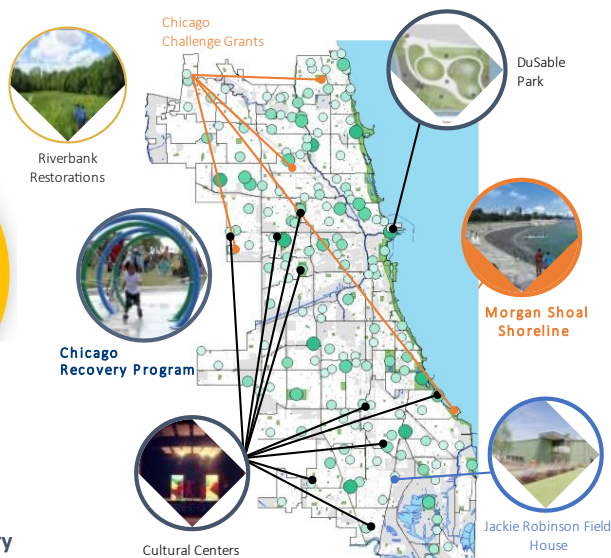 Chicago
Challenge Grants
DuSable
Park
Riverbank
Restorations
Morgan Shoal
Shoreline
Chicago
Recovery Program
Jackie Robinson Field
House
Cultural Centers
ry